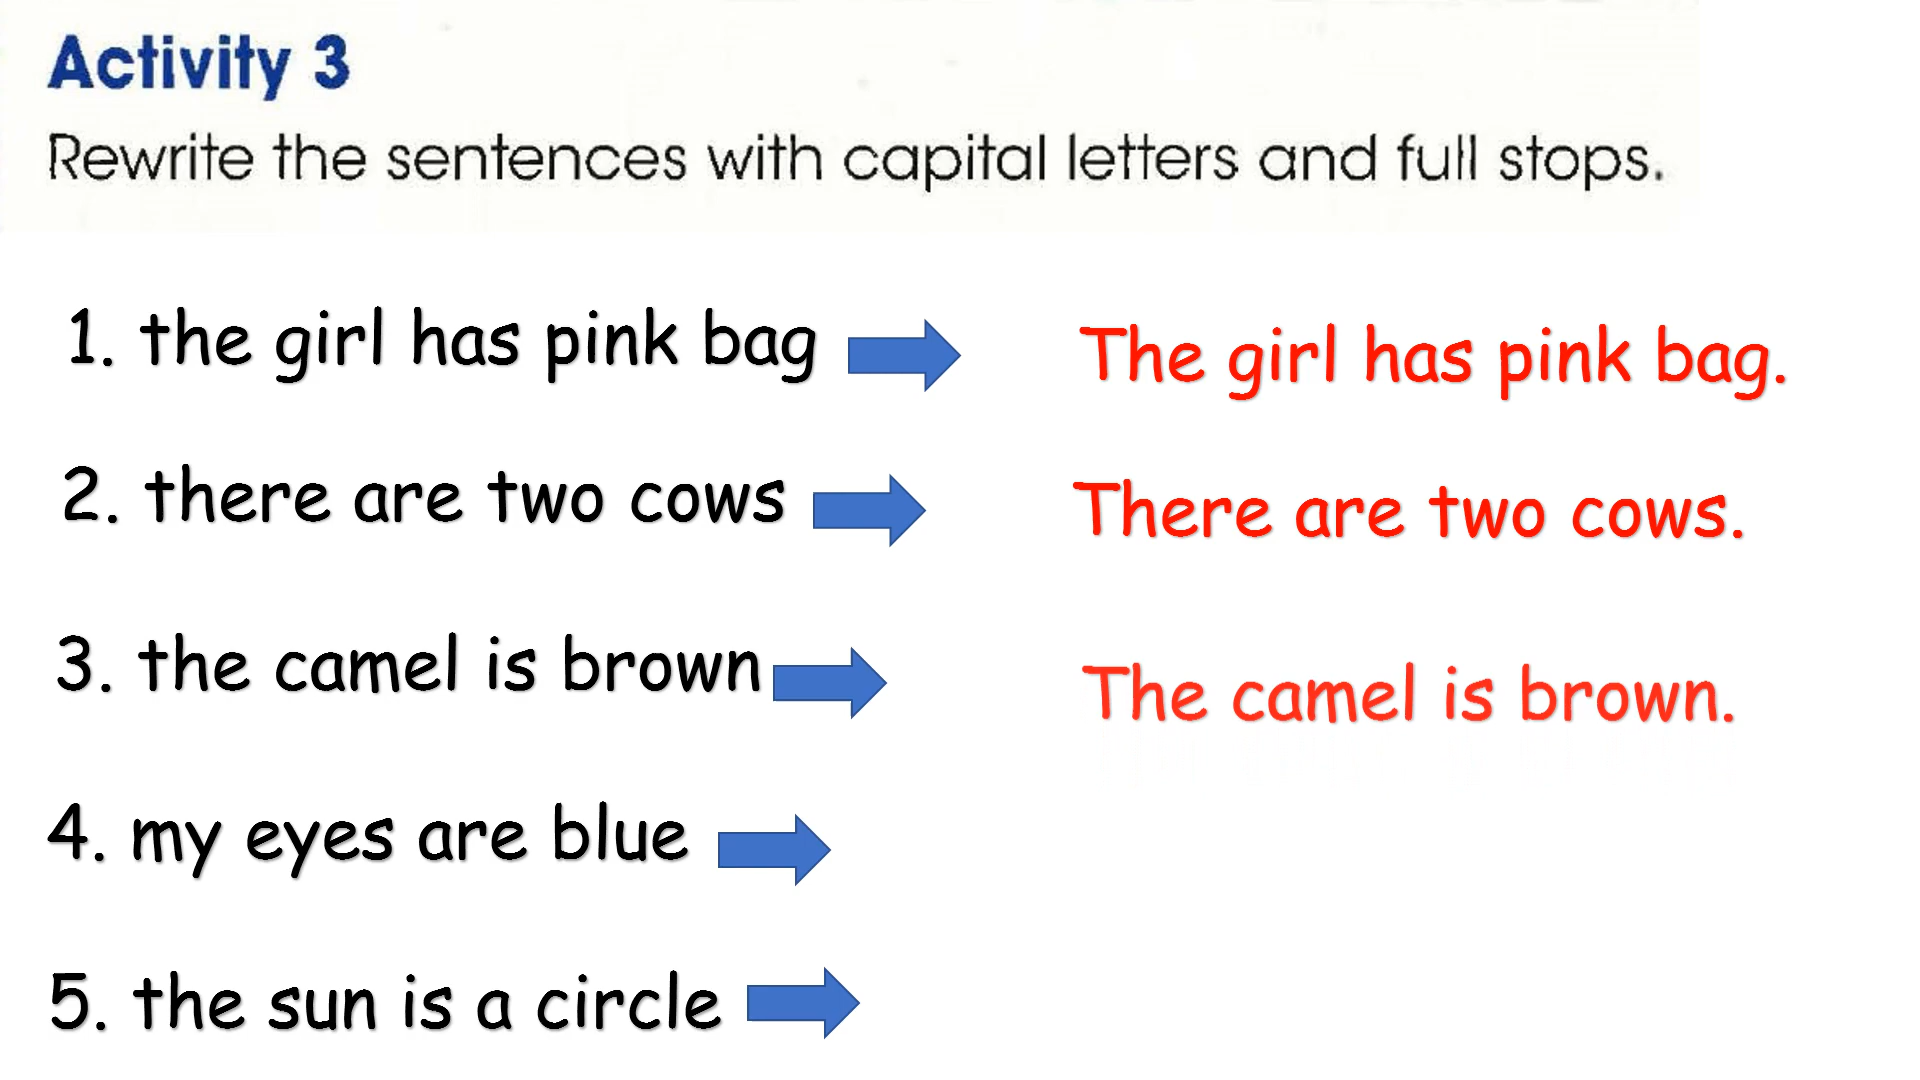 Activity 3
Rewrite the sentences with capital letters and full stops.
1. the girl has pink bag
The girl has pink bag.
2. there are two cows
There are two cows.
3. the camel is brown
The camel is brown.
4. my eyes are blue
5. the sun is a circle